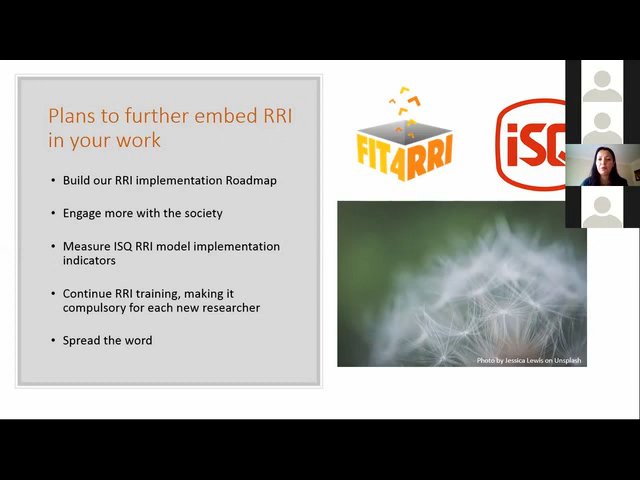 Plans to further embed RRI
in your work
• Build our RRI implementation Roadmap
• Engage more with the society
• Measure ISQ RRI model implementation
indicators
• Continue RRI training, making it
compulsory for each new researcher
• Spread the word
FIT4RRI
iSQ
Photo by Jessica Lewis on Unsplash